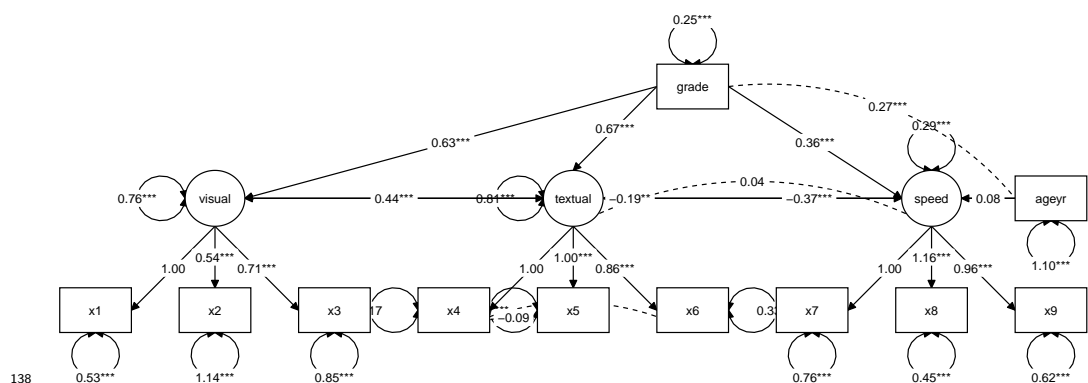 0.25***
grade
0.27***
0.29***
0.67***
0.63***
0.36***
0.04
0.76***
visual
0.44***
0.81***
textual
−0.19**
−0.37***
speed
0.08
ageyr
0.54***
1.00***
1.16***
1.00
0.71***
1.00
0.86***
1.00
0.96***
1.10***
x1
x2
x3
x4
−0.09
x5
x6
x7
x8
x9
0.53***
1.14***
0.85***
0.76***
0.45***
0.62***
138